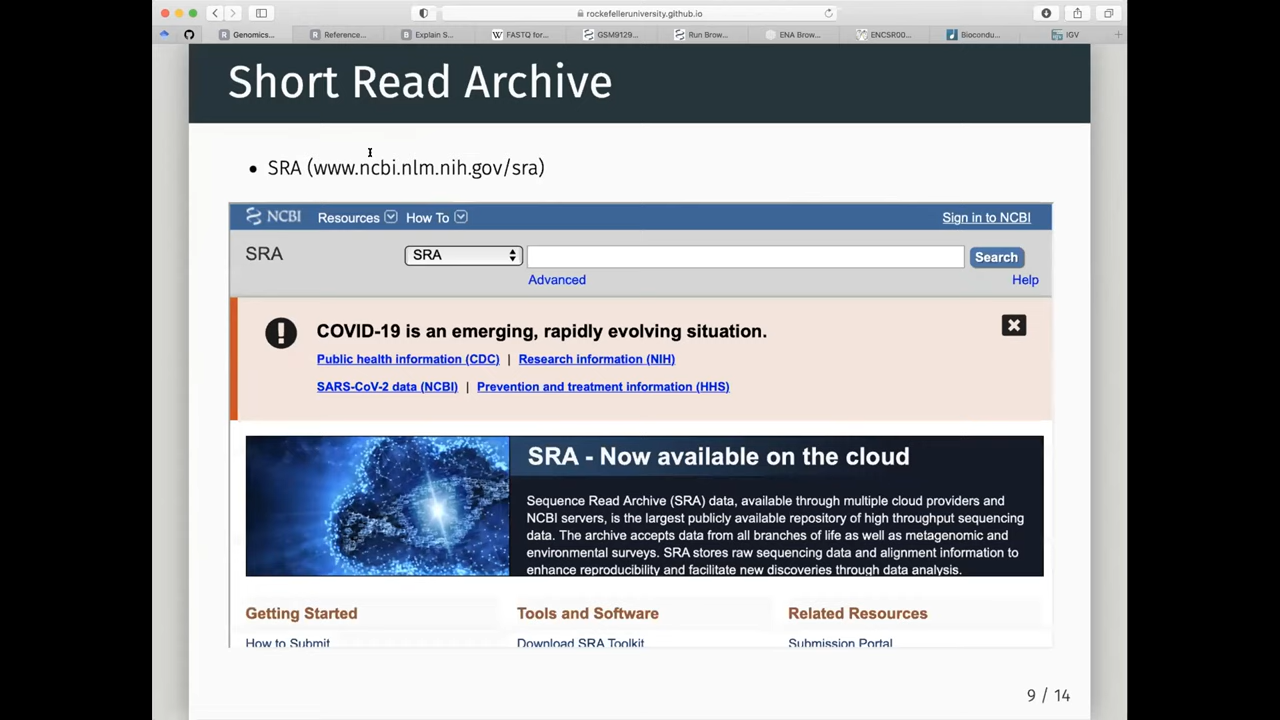 rockefelleruniversity.github.io
Genomics...
Reference...
Explain S...
FASTQ for...
GSM9129...
Run Brow...
ENA Brow...
ENCSR00...
Biocondu...
IGV
Short Read Archive
• SRA (www.ncbi.nlm.nih.gov/sra)
NCBI Resources How To Sign in to NCBI
SRA SRA Search
Advanced Help
COVID-19 is an emerging, rapidly evolving situation.
Public health information (CDC) | Research information (NIH)
SARS-CoV-2 data (NCBI) | Prevention and treatment information (HHS)
SRA - Now available on the cloud
Sequence Read Archive (SRA) data, available through multiple cloud providers and
NCBI servers, is the largest publicly available repository of high throughput sequencing
data. The archive accepts data from all branches of life as well as metagenomic and
environmental surveys. SRA stores raw sequencing data and alignment information to
enhance reproducibility and facilitate new discoveries through data analysis.
Getting Started Tools and Software Related Resources
How to Submit Download SRA Toolkit Submission Portal
9 / 14